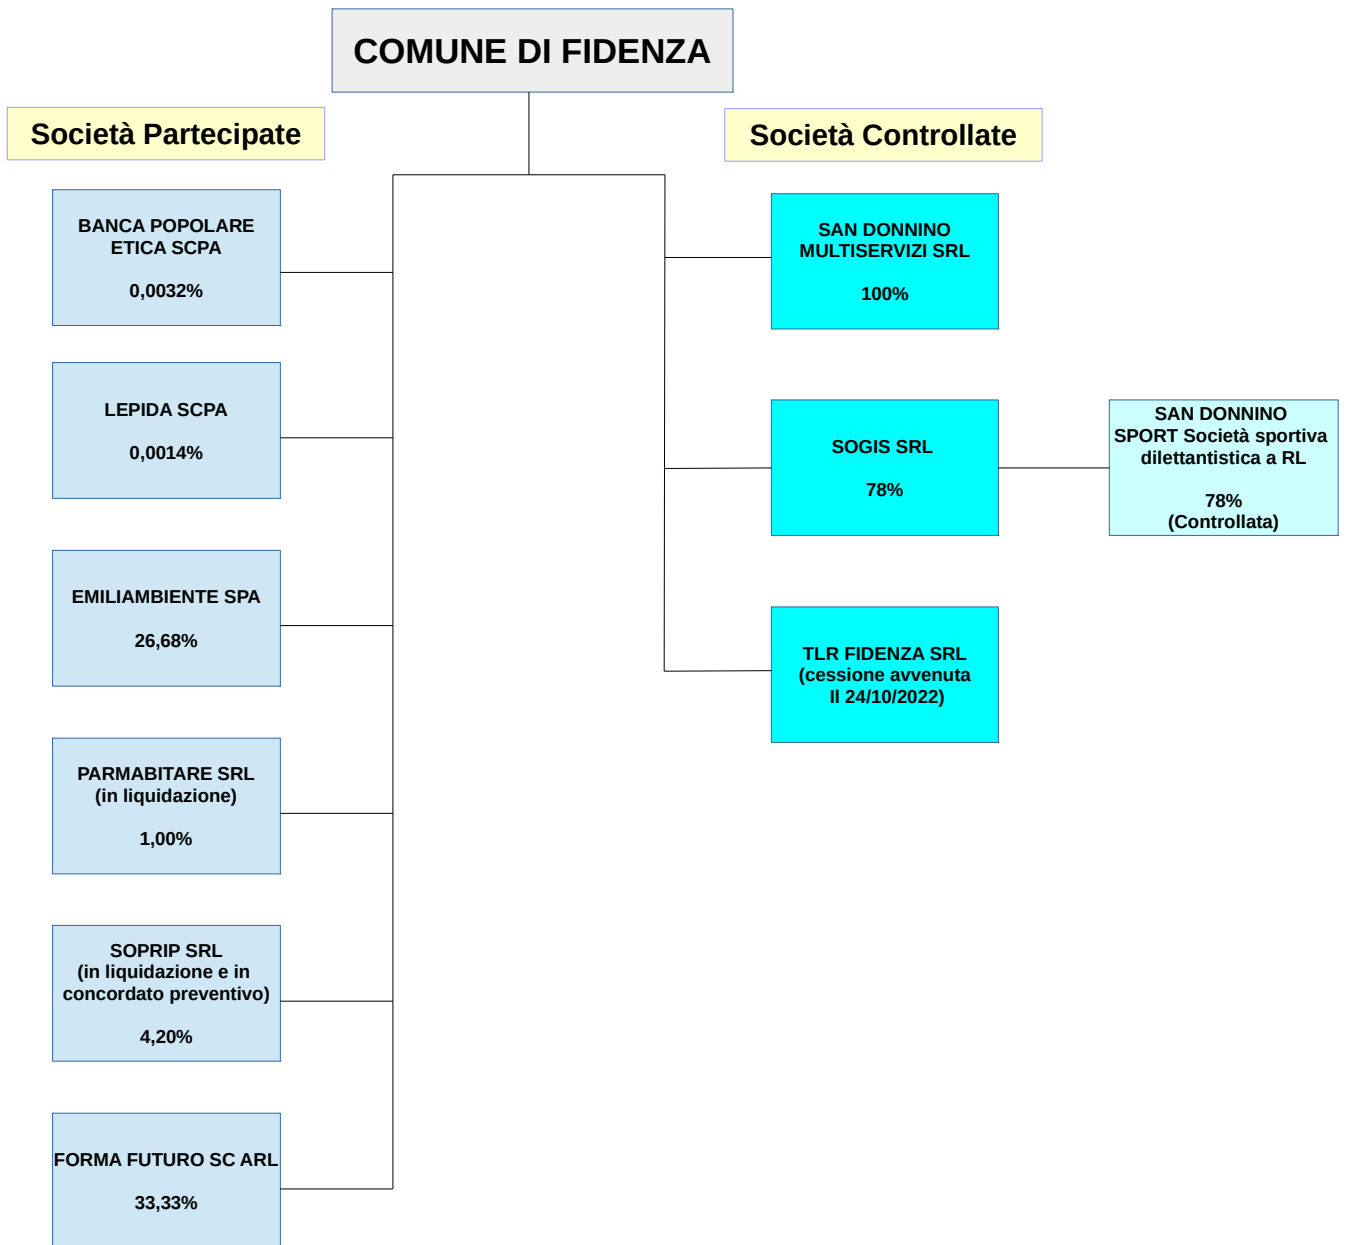 COMUNE DI FIDENZA
Società Partecipate
BANCA POPOLARE
ETICA SCPA
0,0032%
LEPIDA SCPA
0,0014%
EMILIAMBIENTE SPA
26,68%
PARMABITARE SRL
(in liquidazione)
1,00%
SOPRIP SRL
(in liquidazione e in
concordato preventivo)
4,20%
FORMA FUTURO SC ARL
33,33%
Società Controllate
SAN DONNINO
MULTISERVIZI SRL
100%
SOGIS SRL
78%
SAN DONNINO
SPORT Società sportiva
dilettantistica a RL
78%
(Controllata)
TLR FIDENZA SRL
(cessione avvenuta
Il 24/10/2022)